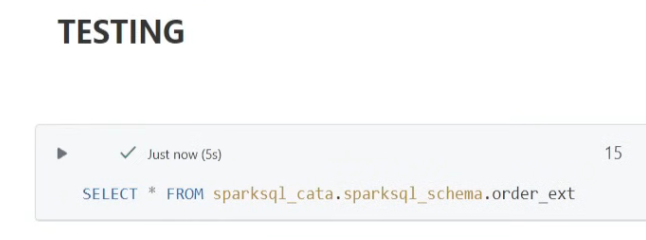 TESTING
Just now (5s)
15
SELECT * FROM sparksql_cata.sparksql_schema.order_ext